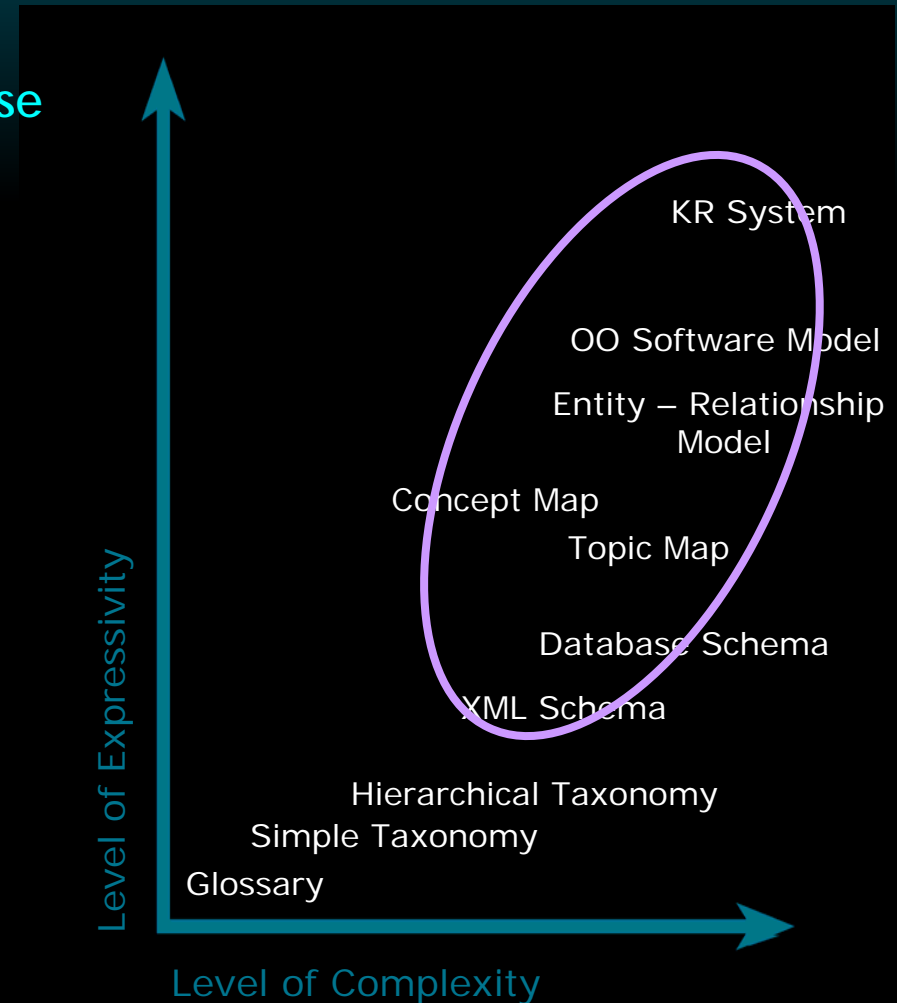 se
KR System
OO Software Model
Entity – Relationship
Model
Concept Map
Topic Map
Database Schema
XML Schema
Hierarchical Taxonomy
Simple Taxonomy
Glossary
Level of Expressivity
Level of Complexity